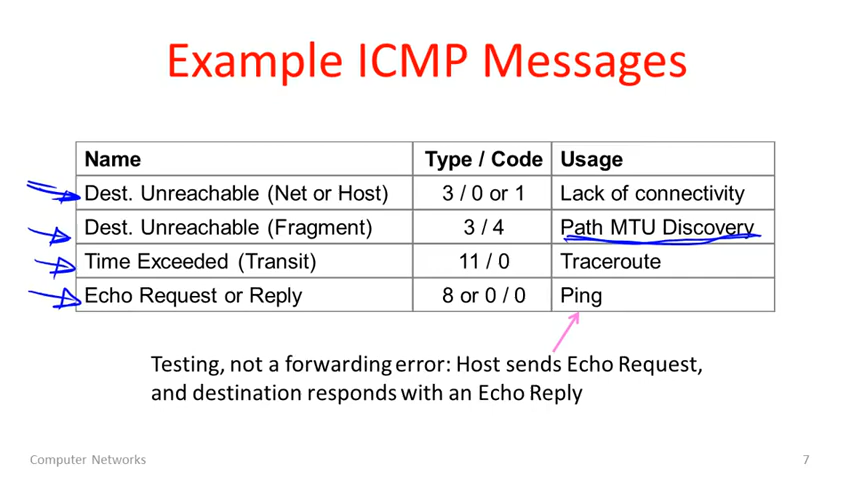 Example ICMP Messages
Name Type / Code Usage
Dest. Unreachable (Net or Host) 3 / 0 or 1 Lack of connectivity
Dest. Unreachable (Fragment) 3 / 4 Path MTU Discovery
Time Exceeded (Transit) 11 / 0 Traceroute
Echo Request or Reply 8 or 0 / 0 Ping
Testing, not a forwarding error: Host sends Echo Request,
and destination responds with an Echo Reply
Computer Networks 7